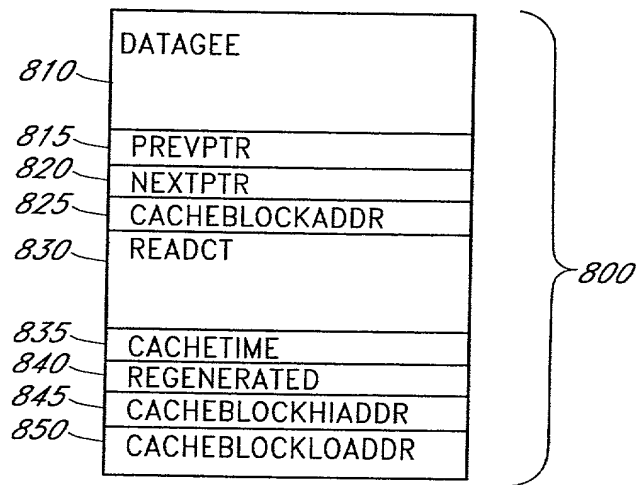 DATAGEE
810
815 PREVPTR
820 NEXTPTR
825 CACHEBLOCKADDR
830 READCT
800
835 CACHETIME
840 REGENERATED
845 CACHEBLOCKHIADDR
850 CACHEBLOCKLOADDR